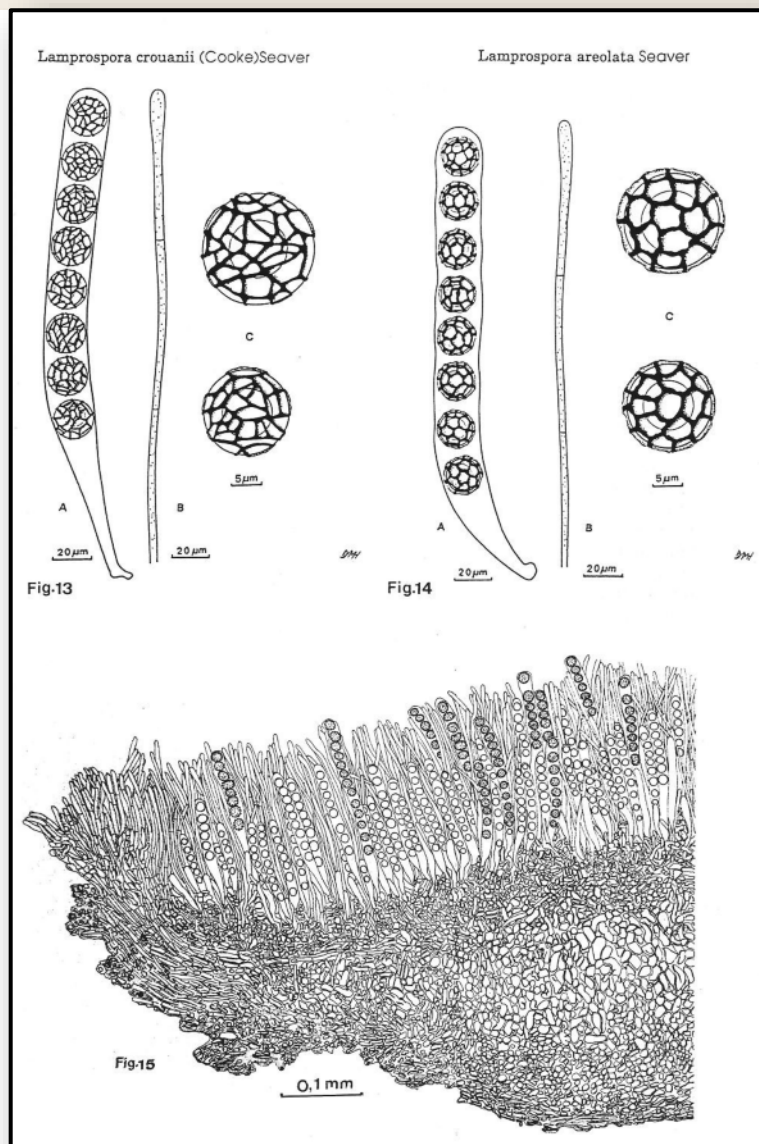 Lamprospora crouanii (Cooke)Seaver
Lamprospora areolata Seaver
C
5µm
A
B
20µm
20µm
Fig.13
C
5µm
A
B
20µm
20µm
Fig.14
Fig.15
0,1 mm